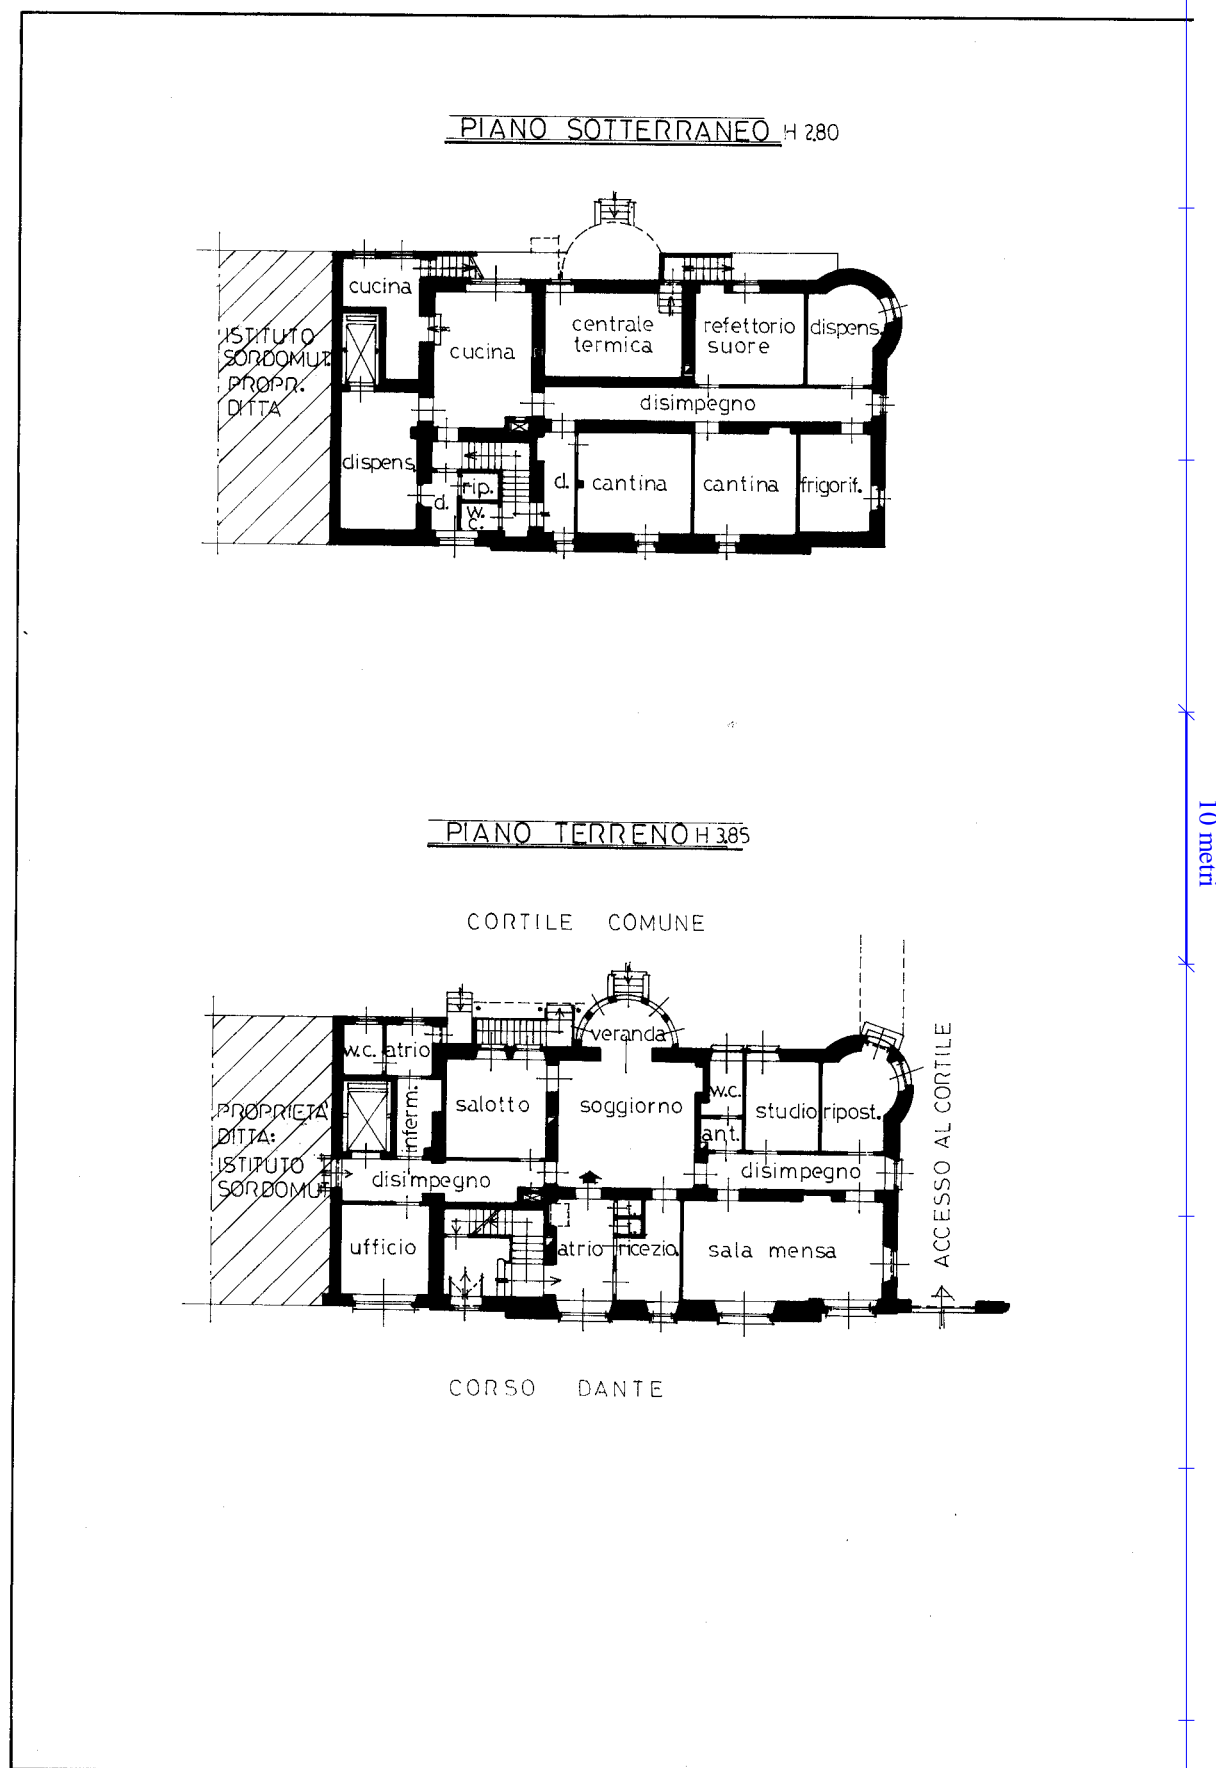 PIANO SOTTERRANEO H 2.80
cucina
ISTITUTO
SORDOMUT.
PROPR.
DITTA
cucina
centrale
termica
refettorio
suore
dispens.
disimpegno
dispens.
rip.
d.
w.
c.
d.
cantina
cantina
frigorif.
10 metri
PIANO TERRENO H 3.85
CORTILE COMUNE
veranda
w.c.
atrio
PROPRIETA'
DITTA:
ISTITUTO
SORDOMUT.
inferm.
salotto
soggiorno
w.c.
ant.
studio
ripost.
disimpegno
disimpegno
ufficio
atrio
ricezio.
sala mensa
ACCESSO AL CORTILE
CORSO DANTE